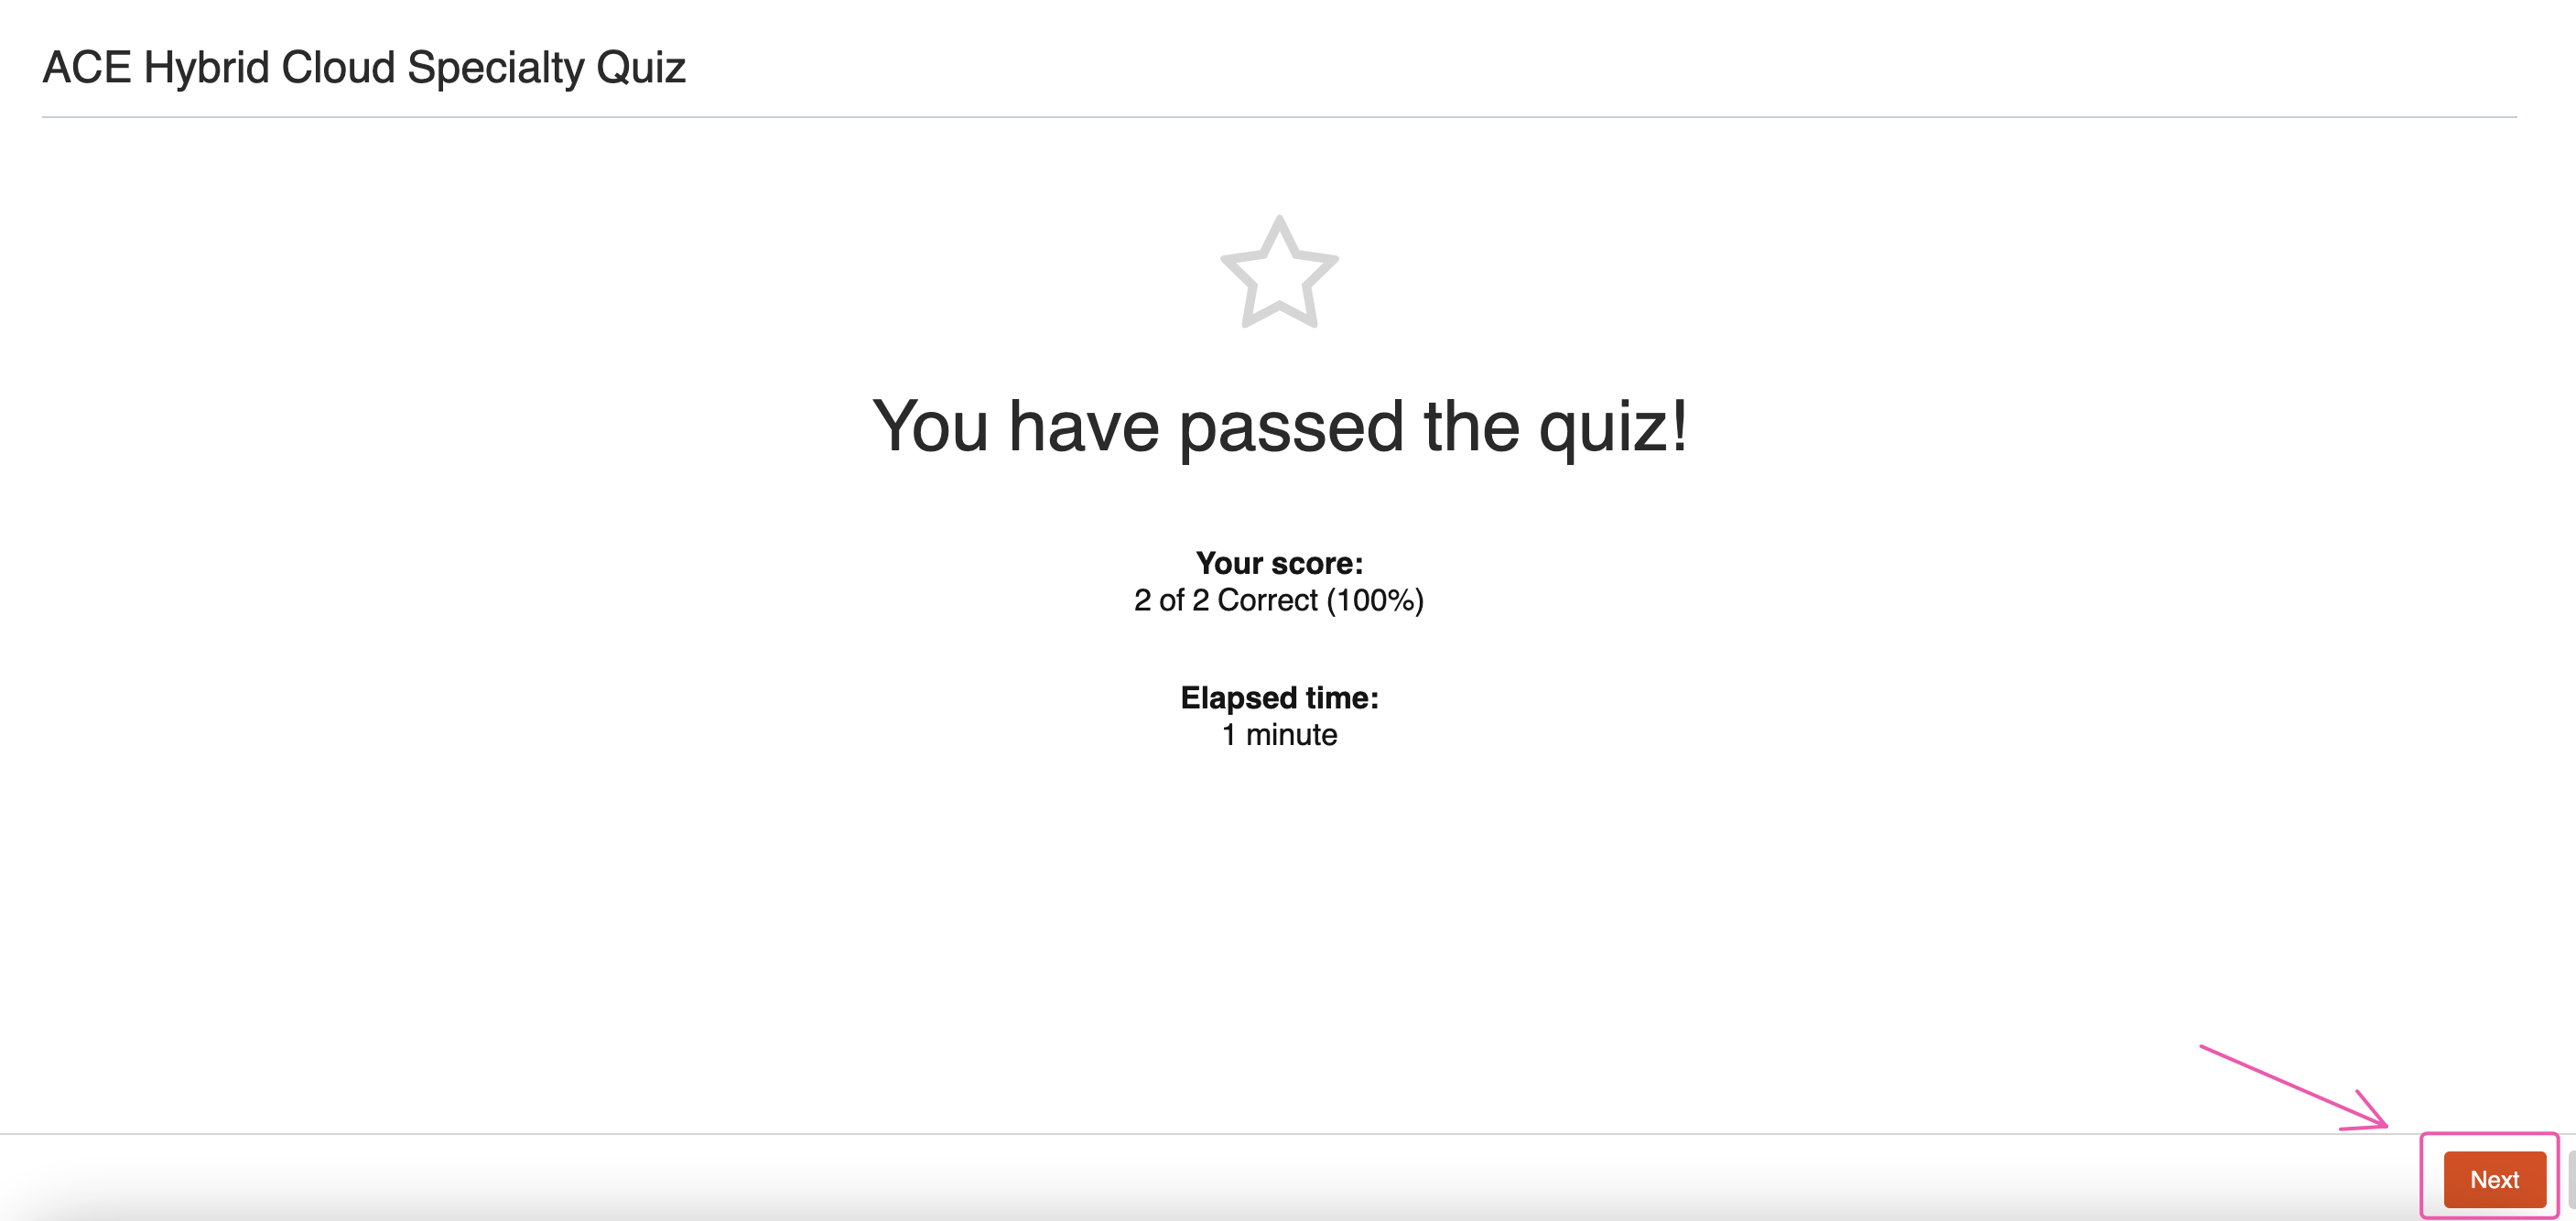 ACE Hybrid Cloud Specialty Quiz
You have passed the quiz!
Your score:
2 of 2 Correct (100%)
Elapsed time:
1 minute
Next